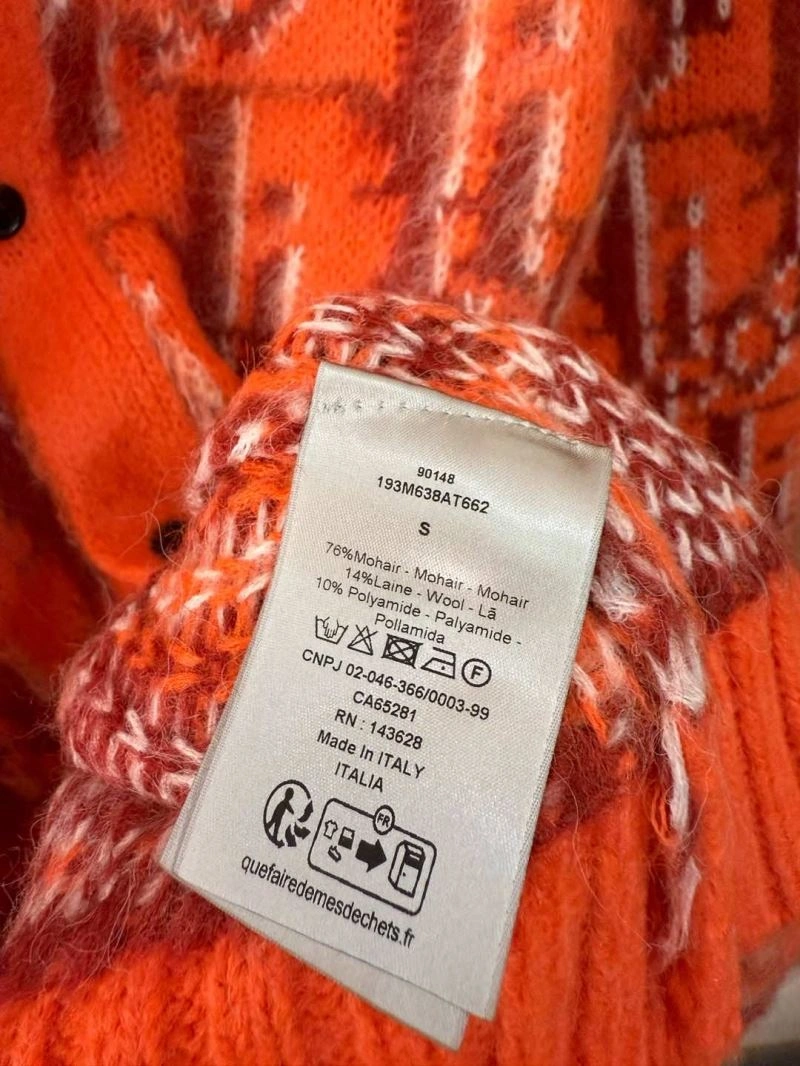 90148
193M638AT662
S
76%Mohair - Mohair - Mohair
14%Laine - Wool - Lã
10% Polyamide - Palyamide -
Pollamida
F
CNPJ 02-046-366/0003-99
CA65281
RN : 143628
Made In ITALY
ITALIA
FR
quefairedemesdechets.fr